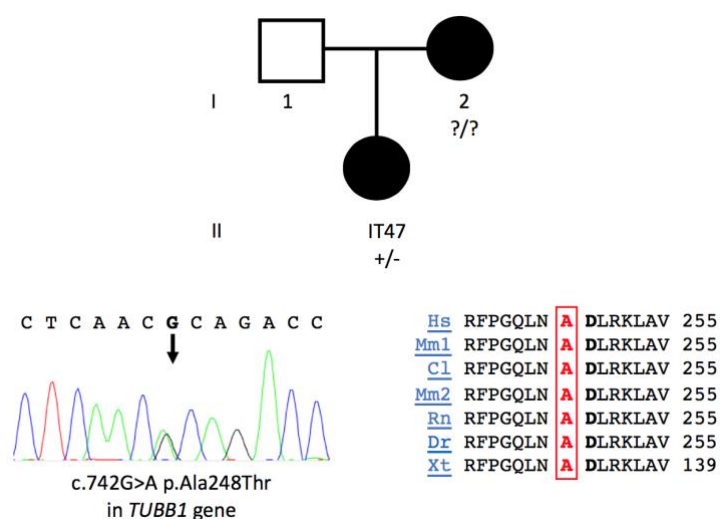 I 1 2
?/?
II IT47
+/-
C T C A A C G C A G A C C
c.742G>A p.Ala248Thr
in TUBB1 gene
Hs RFPGQLN A DLRKLAV 255
Mm1 RFPGQLN A DLRKLAV 255
Cl RFPGQLN A DLRKLAV 255
Mm2 RFPGQLN A DLRKLAV 255
Rn RFPGQLN A DLRKLAV 255
Dr RFPGQLN A DLRKLAV 255
Xt RFPGQLN A DLRKLAV 139